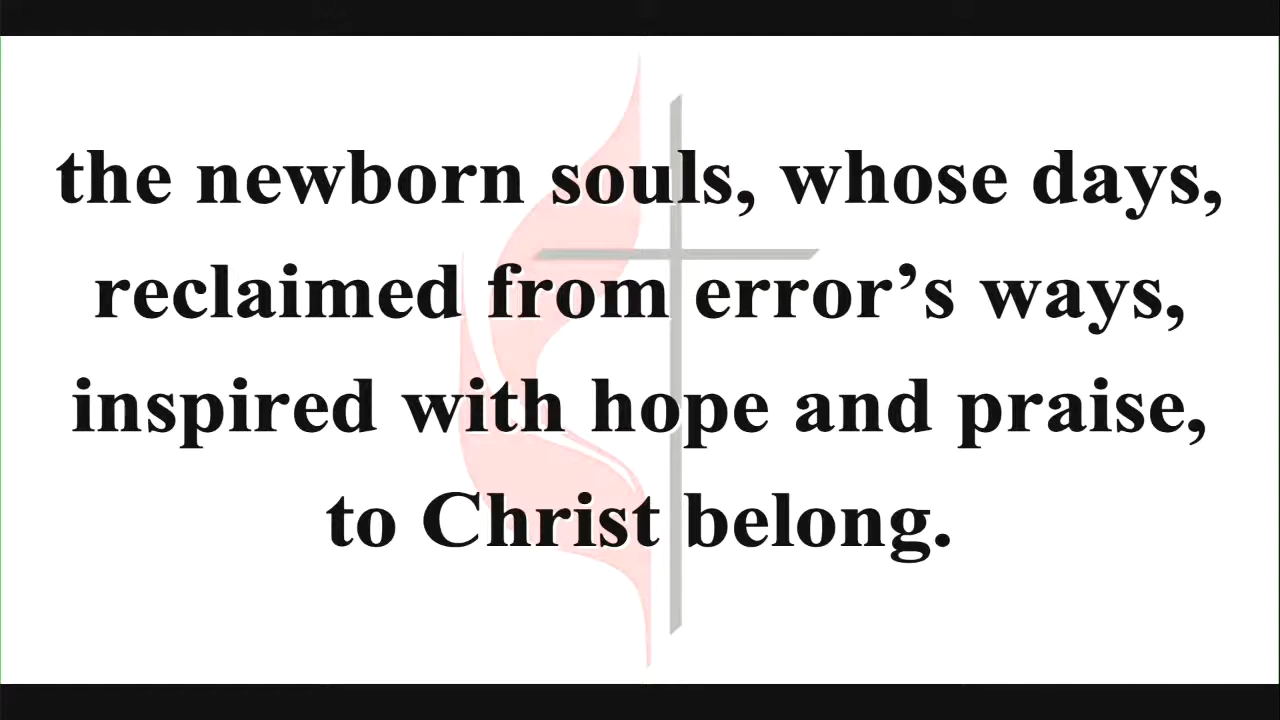 the newborn souls, whose days,
reclaimed from error’s ways,
inspired with hope and praise,
to Christ belong.